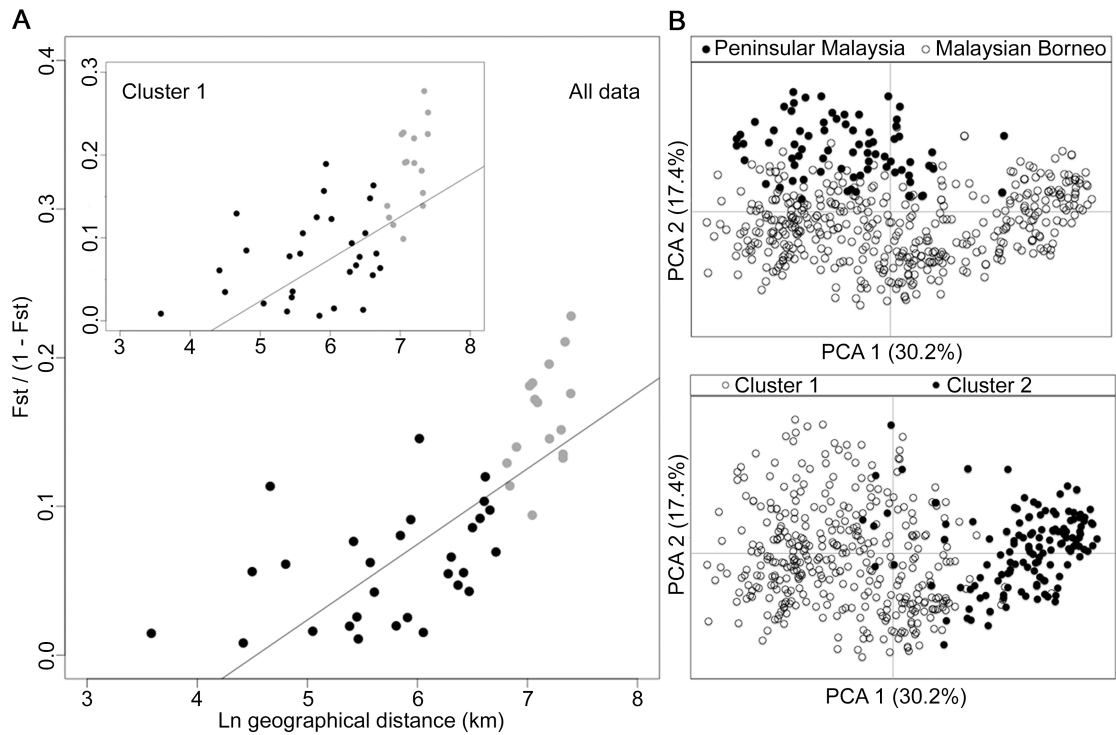 A
0.4
0.3
0.2
0.1
0.0
Fst / (1 - Fst)
0.3
0.2
0.1
0.0
Cluster 1
All data
3 4 5 6 7 8
3 4 5 6 7 8
Ln geographical distance (km)
B
Peninsular Malaysia Malaysian Borneo
PCA 2 (17.4%)
PCA 1 (30.2%)
Cluster 1 Cluster 2
PCA 2 (17.4%)
PCA 1 (30.2%)